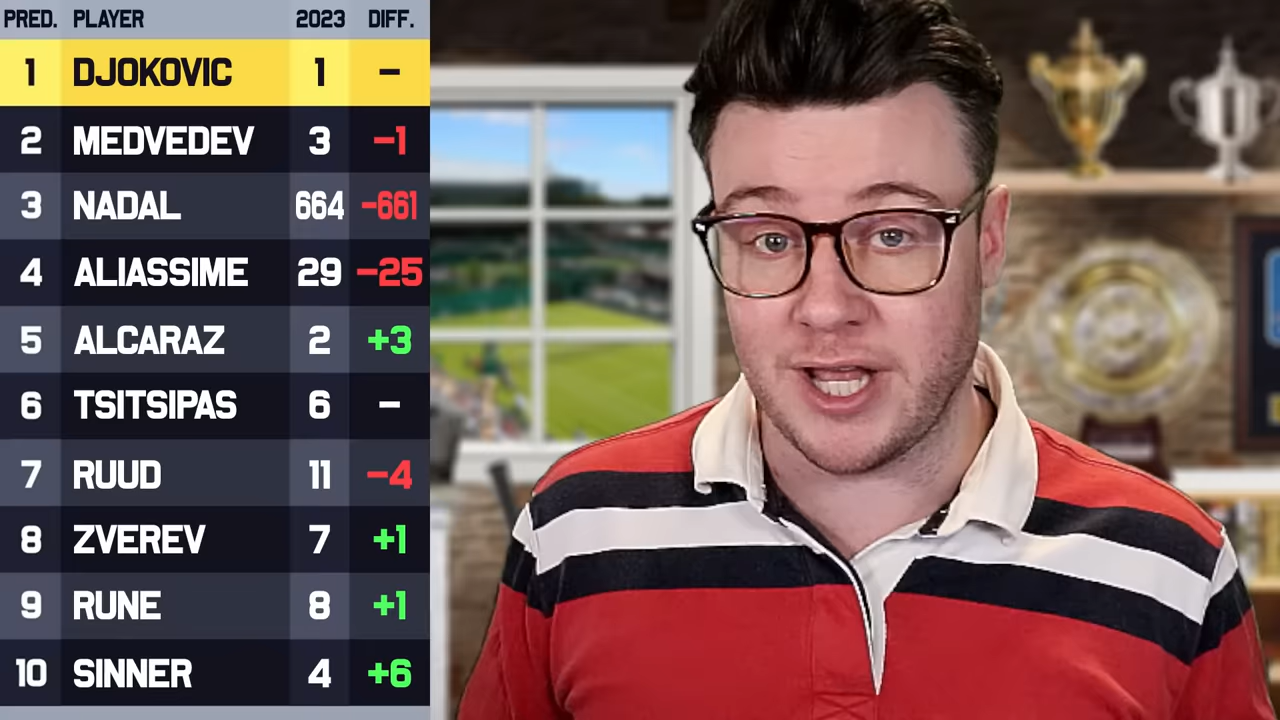 PRED. PLAYER 2023 DIFF.
1 DJOKOVIC 1 –
2 MEDVEDEV 3 –1
3 NADAL 664 –661
4 ALIASSIME 29 –25
5 ALCARAZ 2 +3
6 TSITSIPAS 6 –
7 RUUD 11 –4
8 ZVEREV 7 +1
9 RUNE 8 +1
10 SINNER 4 +6